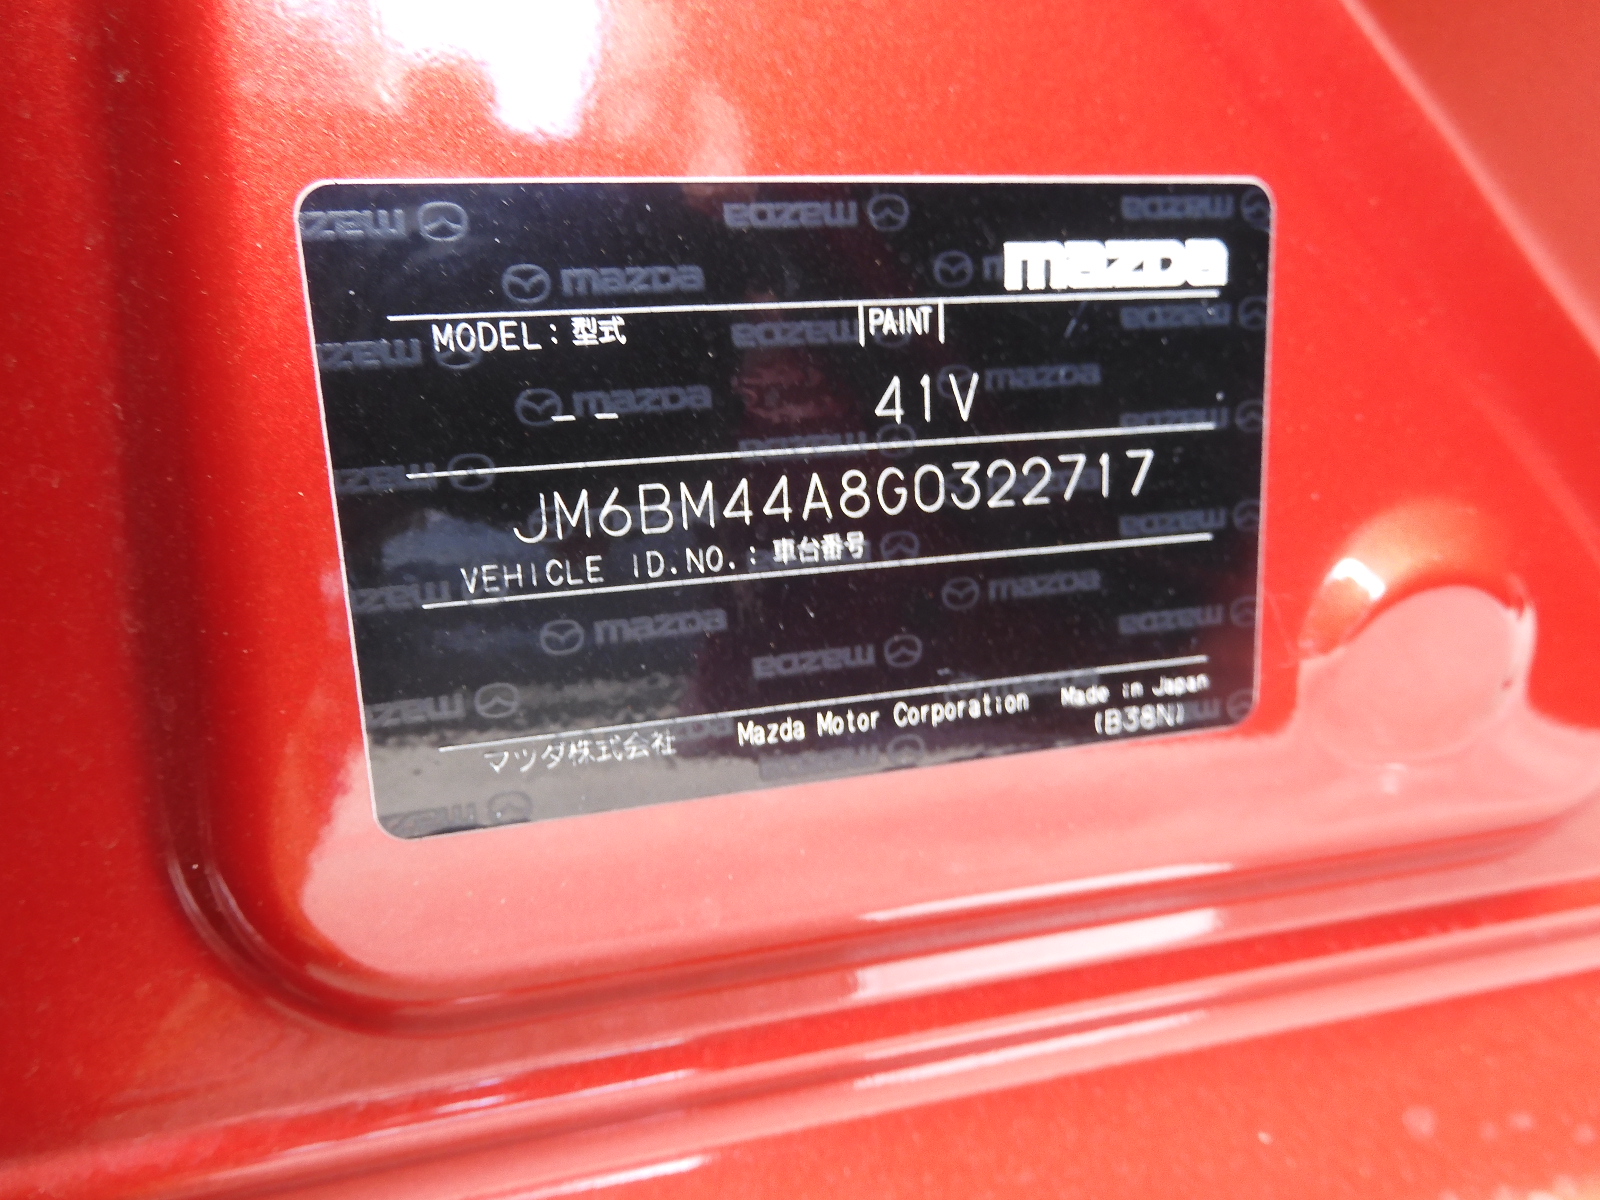 mazda
MODEL: 型式 PAINT
-- 41V
JM6BM44A8G0322717
VEHICLE ID.NO.: 車台番号
マツダ株式会社 Mazda Motor Corporation Made in Japan
(B38N)